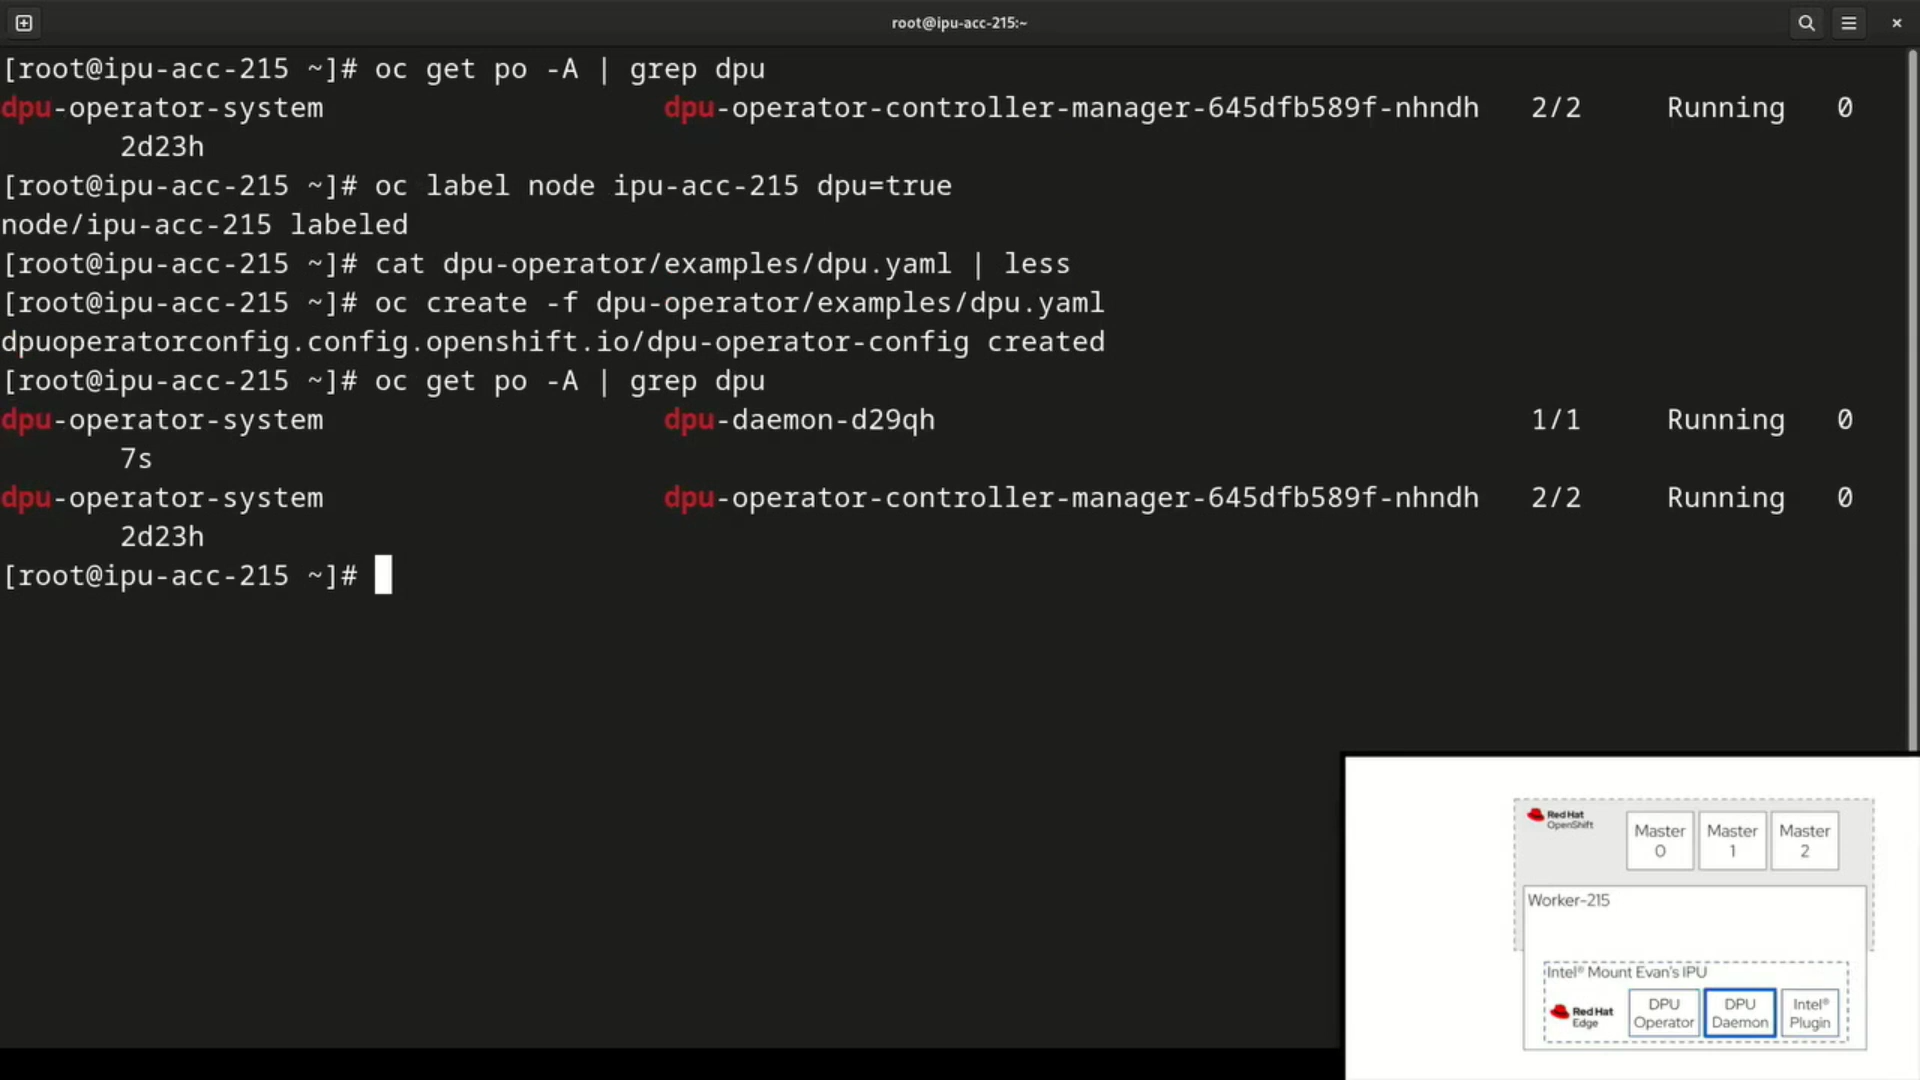 root@ipu-acc-215:~
[root@ipu-acc-215 ~]# oc get po -A | grep dpu
dpu-operator-system dpu-operator-controller-manager-645dfb589f-nhndh 2/2 Running 0
2d23h
[root@ipu-acc-215 ~]# oc label node ipu-acc-215 dpu=true
node/ipu-acc-215 labeled
[root@ipu-acc-215 ~]# cat dpu-operator/examples/dpu.yaml | less
[root@ipu-acc-215 ~]# oc create -f dpu-operator/examples/dpu.yaml
dpuoperatorconfig.config.openshift.io/dpu-operator-config created
[root@ipu-acc-215 ~]# oc get po -A | grep dpu
dpu-operator-system dpu-daemon-d29qh 1/1 Running 0
7s
dpu-operator-system dpu-operator-controller-manager-645dfb589f-nhndh 2/2 Running 0
2d23h
[root@ipu-acc-215 ~]#
Red Hat
OpenShift
Master
0
Master
1
Master
2
Worker-215
Intel® Mount Evan's IPU
Red Hat
Edge
DPU
Operator
DPU
Daemon
Intel®
Plugin